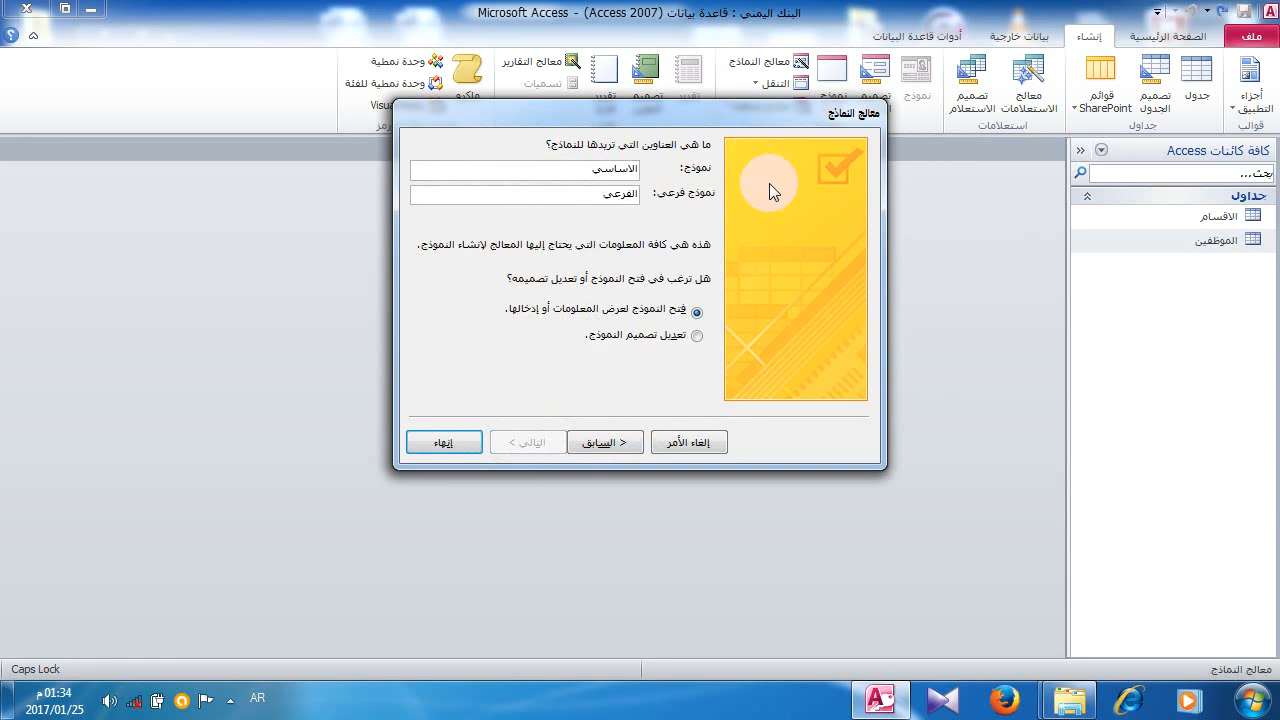 البنك اليمني : قاعدة بيانات (Access 2007) - Microsoft Access
ملف
الصفحة الرئيسية
إنشاء
بيانات خارجية
أدوات قاعدة البيانات
أجزاء التطبيق
قوالب
جدول
تصميم الجدول
قوائم SharePoint
جداول
معالج الاستعلامات
تصميم الاستعلام
استعلامات
نموذج
تصميم
نموذج
معالج النماذج
التنقل
معالج التقارير
تسميات
وحدة نمطية
وحدة نمطية للفئة
كافة كائنات Access
بحث...
جداول
الاقسام
الموظفين
معالج النماذج
ما هي العناوين التي تريدها للنماذج؟
نموذج:
الاساسي
نموذج فرعي:
الفرعي
هذه هي كافة المعلومات التي يحتاج إليها المعالج لإنشاء النموذج.
هل ترغب في فتح النموذج أو تعديل تصميمه؟
فتح النموذج لعرض المعلومات أو إدخالها.
تعديل تصميم النموذج.
إلغاء الأمر
< السابق
التالي >
إنهاء
معالج النماذج
Caps Lock
AR
01:34 م
2017/01/25